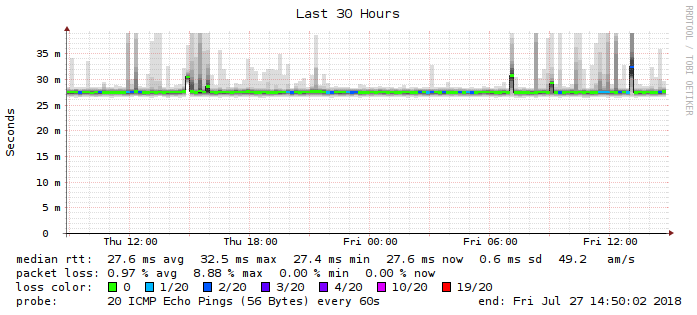 Last 30 Hours
RRDTOOL / TOBI OETIKER
Seconds
35 m
30 m
25 m
20 m
15 m
10 m
5 m
0
Thu 12:00 Thu 18:00 Fri 00:00 Fri 06:00 Fri 12:00
median rtt: 27.6 ms avg 32.5 ms max 27.4 ms min 27.6 ms now 0.6 ms sd 49.2 am/s
packet loss: 0.97 % avg 8.88 % max 0.00 % min 0.00 % now
loss color: 0 1/20 2/20 3/20 4/20 10/20 19/20
probe: 20 ICMP Echo Pings (56 Bytes) every 60s end: Fri Jul 27 14:50:02 2018